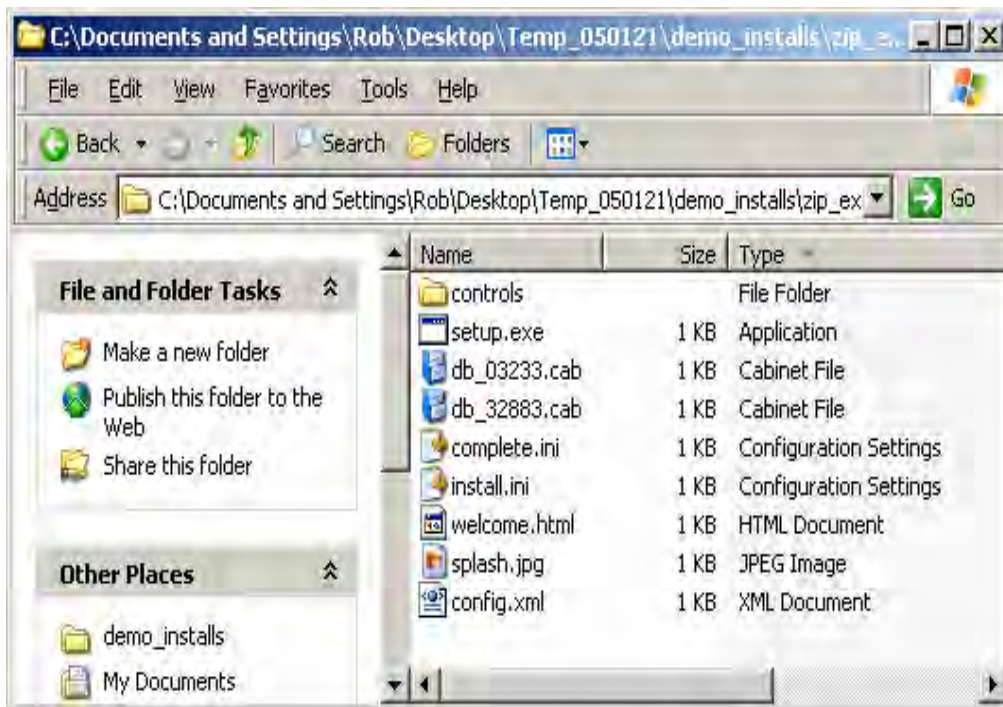 C:\Documents and Settings\Rob\Desktop\Temp_050121\demo_installs\zip_e...
File Edit View Favorites Tools Help
Back Search Folders
Address C:\Documents and Settings\Rob\Desktop\Temp_050121\demo_installs\zip_ex Go
File and Folder Tasks
Make a new folder
Publish this folder to the
Web
Share this folder
Other Places
demo_installs
My Documents
Name Size Type
controls File Folder
setup.exe 1 KB Application
db_03233.cab 1 KB Cabinet File
db_32883.cab 1 KB Cabinet File
complete.ini 1 KB Configuration Settings
install.ini 1 KB Configuration Settings
welcome.html 1 KB HTML Document
splash.jpg 1 KB JPEG Image
config.xml 1 KB XML Document